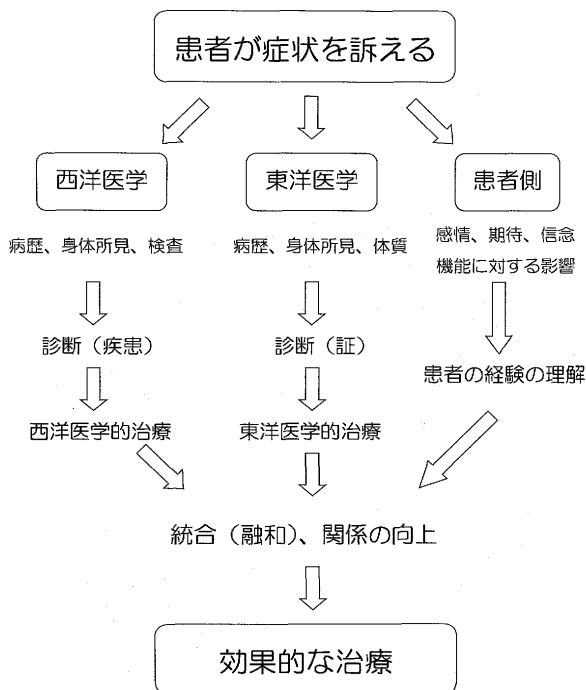 患者が症状を訴える
西洋医学
東洋医学
患者側
病歴、身体所見、検査
病歴、身体所見、体質
感情、期待、信念
機能に対する影響
診断（疾患）
診断（証）
患者の経験の理解
西洋医学的治療
東洋医学的治療
統合（融和）、関係の向上
効果的な治療